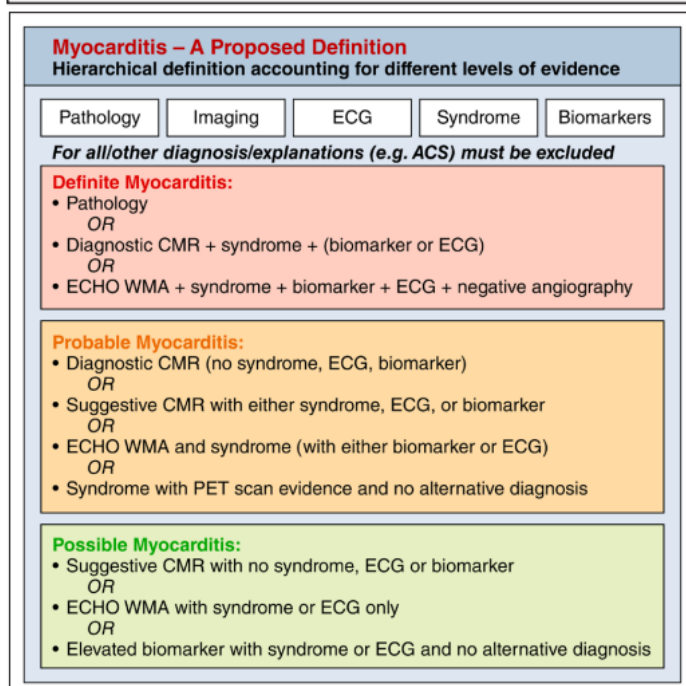 Myocarditis – A Proposed Definition
Hierarchical definition accounting for different levels of evidence
Pathology
Imaging
ECG
Syndrome
Biomarkers
For all/other diagnosis/explanations (e.g. ACS) must be excluded
Definite Myocarditis:
• Pathology
OR
• Diagnostic CMR + syndrome + (biomarker or ECG)
OR
• ECHO WMA + syndrome + biomarker + ECG + negative angiography
Probable Myocarditis:
• Diagnostic CMR (no syndrome, ECG, biomarker)
OR
• Suggestive CMR with either syndrome, ECG, or biomarker
OR
• ECHO WMA and syndrome (with either biomarker or ECG)
OR
• Syndrome with PET scan evidence and no alternative diagnosis
Possible Myocarditis:
• Suggestive CMR with no syndrome, ECG or biomarker
OR
• ECHO WMA with syndrome or ECG only
OR
• Elevated biomarker with syndrome or ECG and no alternative diagnosis